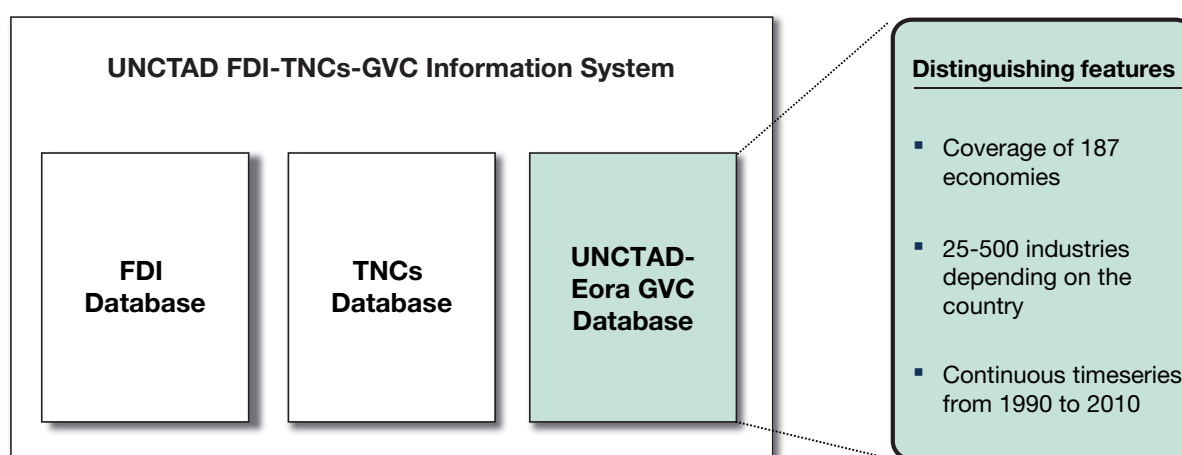 UNCTAD FDI-TNCs-GVC Information System
FDI
Database
TNCs
Database
UNCTAD-
Eora GVC
Database
Distinguishing features
▪ Coverage of 187
economies
▪ 25-500 industries
depending on the
country
▪ Continuous timeseries
from 1990 to 2010